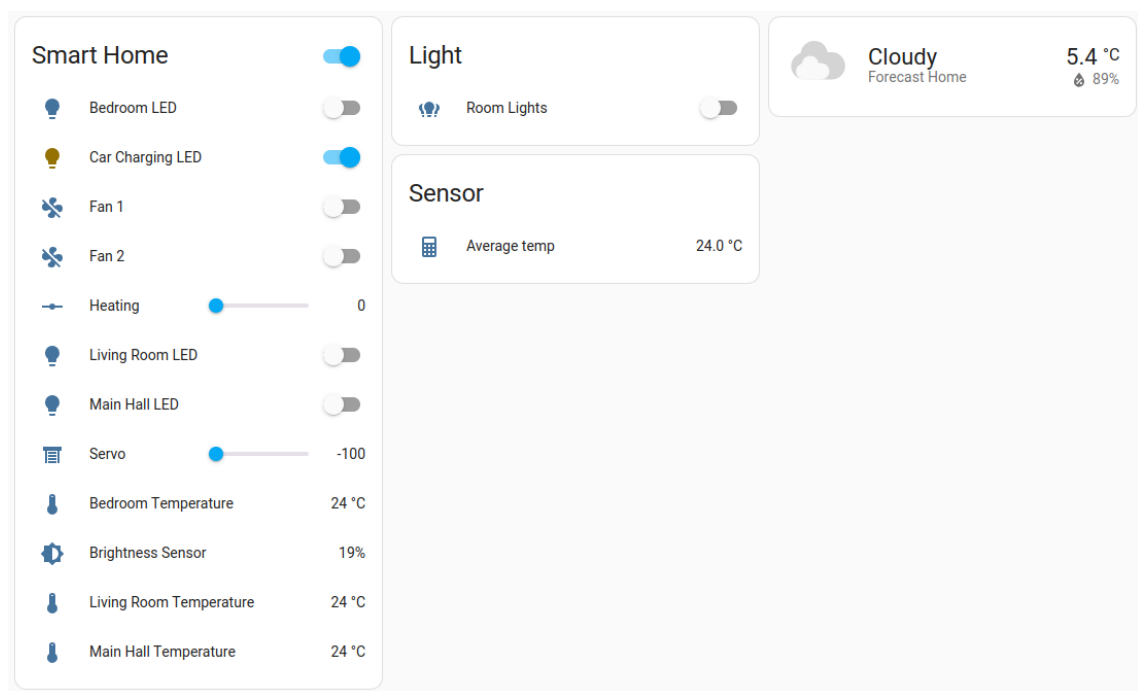 Smart Home
Bedroom LED
Car Charging LED
Fan 1
Fan 2
Heating 0
Living Room LED
Main Hall LED
Servo -100
Bedroom Temperature 24 °C
Brightness Sensor 19%
Living Room Temperature 24 °C
Main Hall Temperature 24 °C
Light
Room Lights
Sensor
Average temp 24.0 °C
Cloudy 5.4 °C
Forecast Home 89%